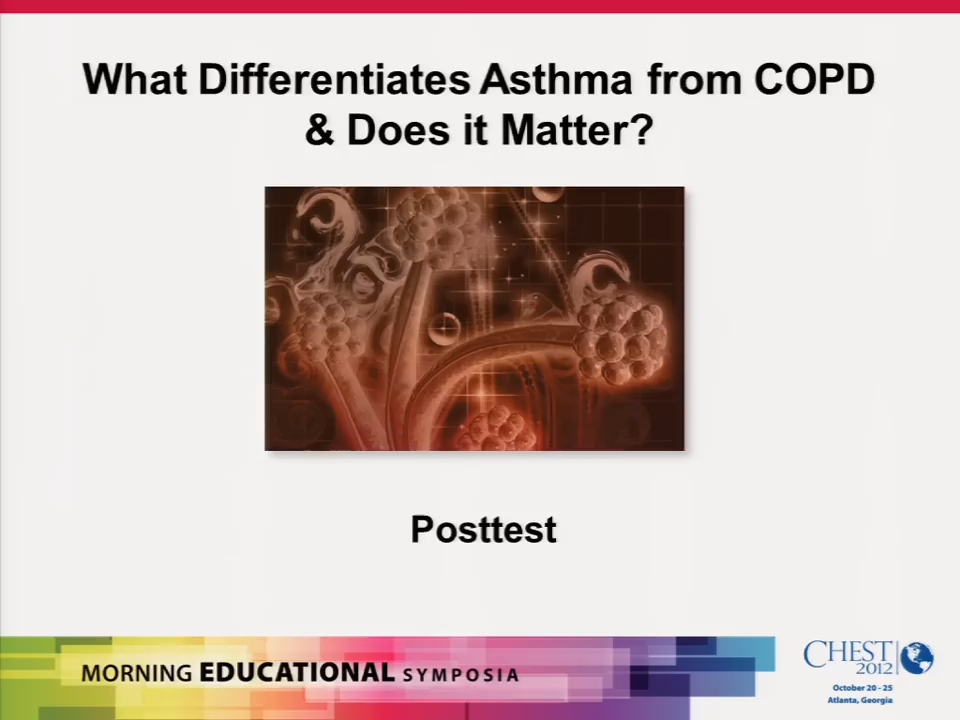 What Differentiates Asthma from COPD
& Does it Matter?
Posttest
MORNING EDUCATIONAL SYMPOSIA
CHEST
2012
October 20 - 25
Atlanta, Georgia